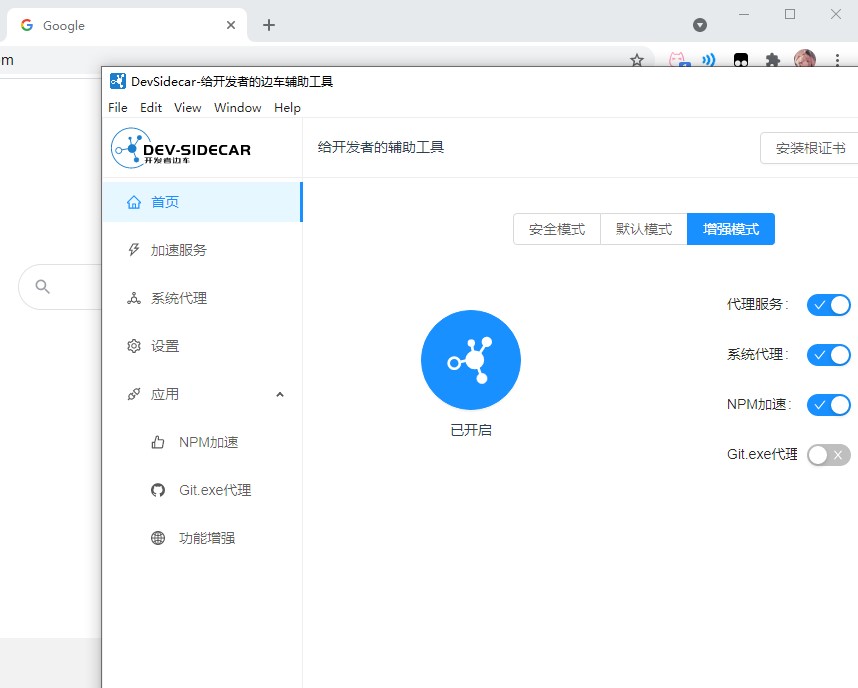 Google
m
DevSidecar-给开发者的边车辅助工具
File Edit View Window Help
DEV-SIDECAR
开发者边车
给开发者的辅助工具
安装根证书
首页
加速服务
系统代理
设置
应用
NPM加速
Git.exe代理
功能增强
安全模式 默认模式 增强模式
已开启
代理服务:
系统代理:
NPM加速:
Git.exe代理